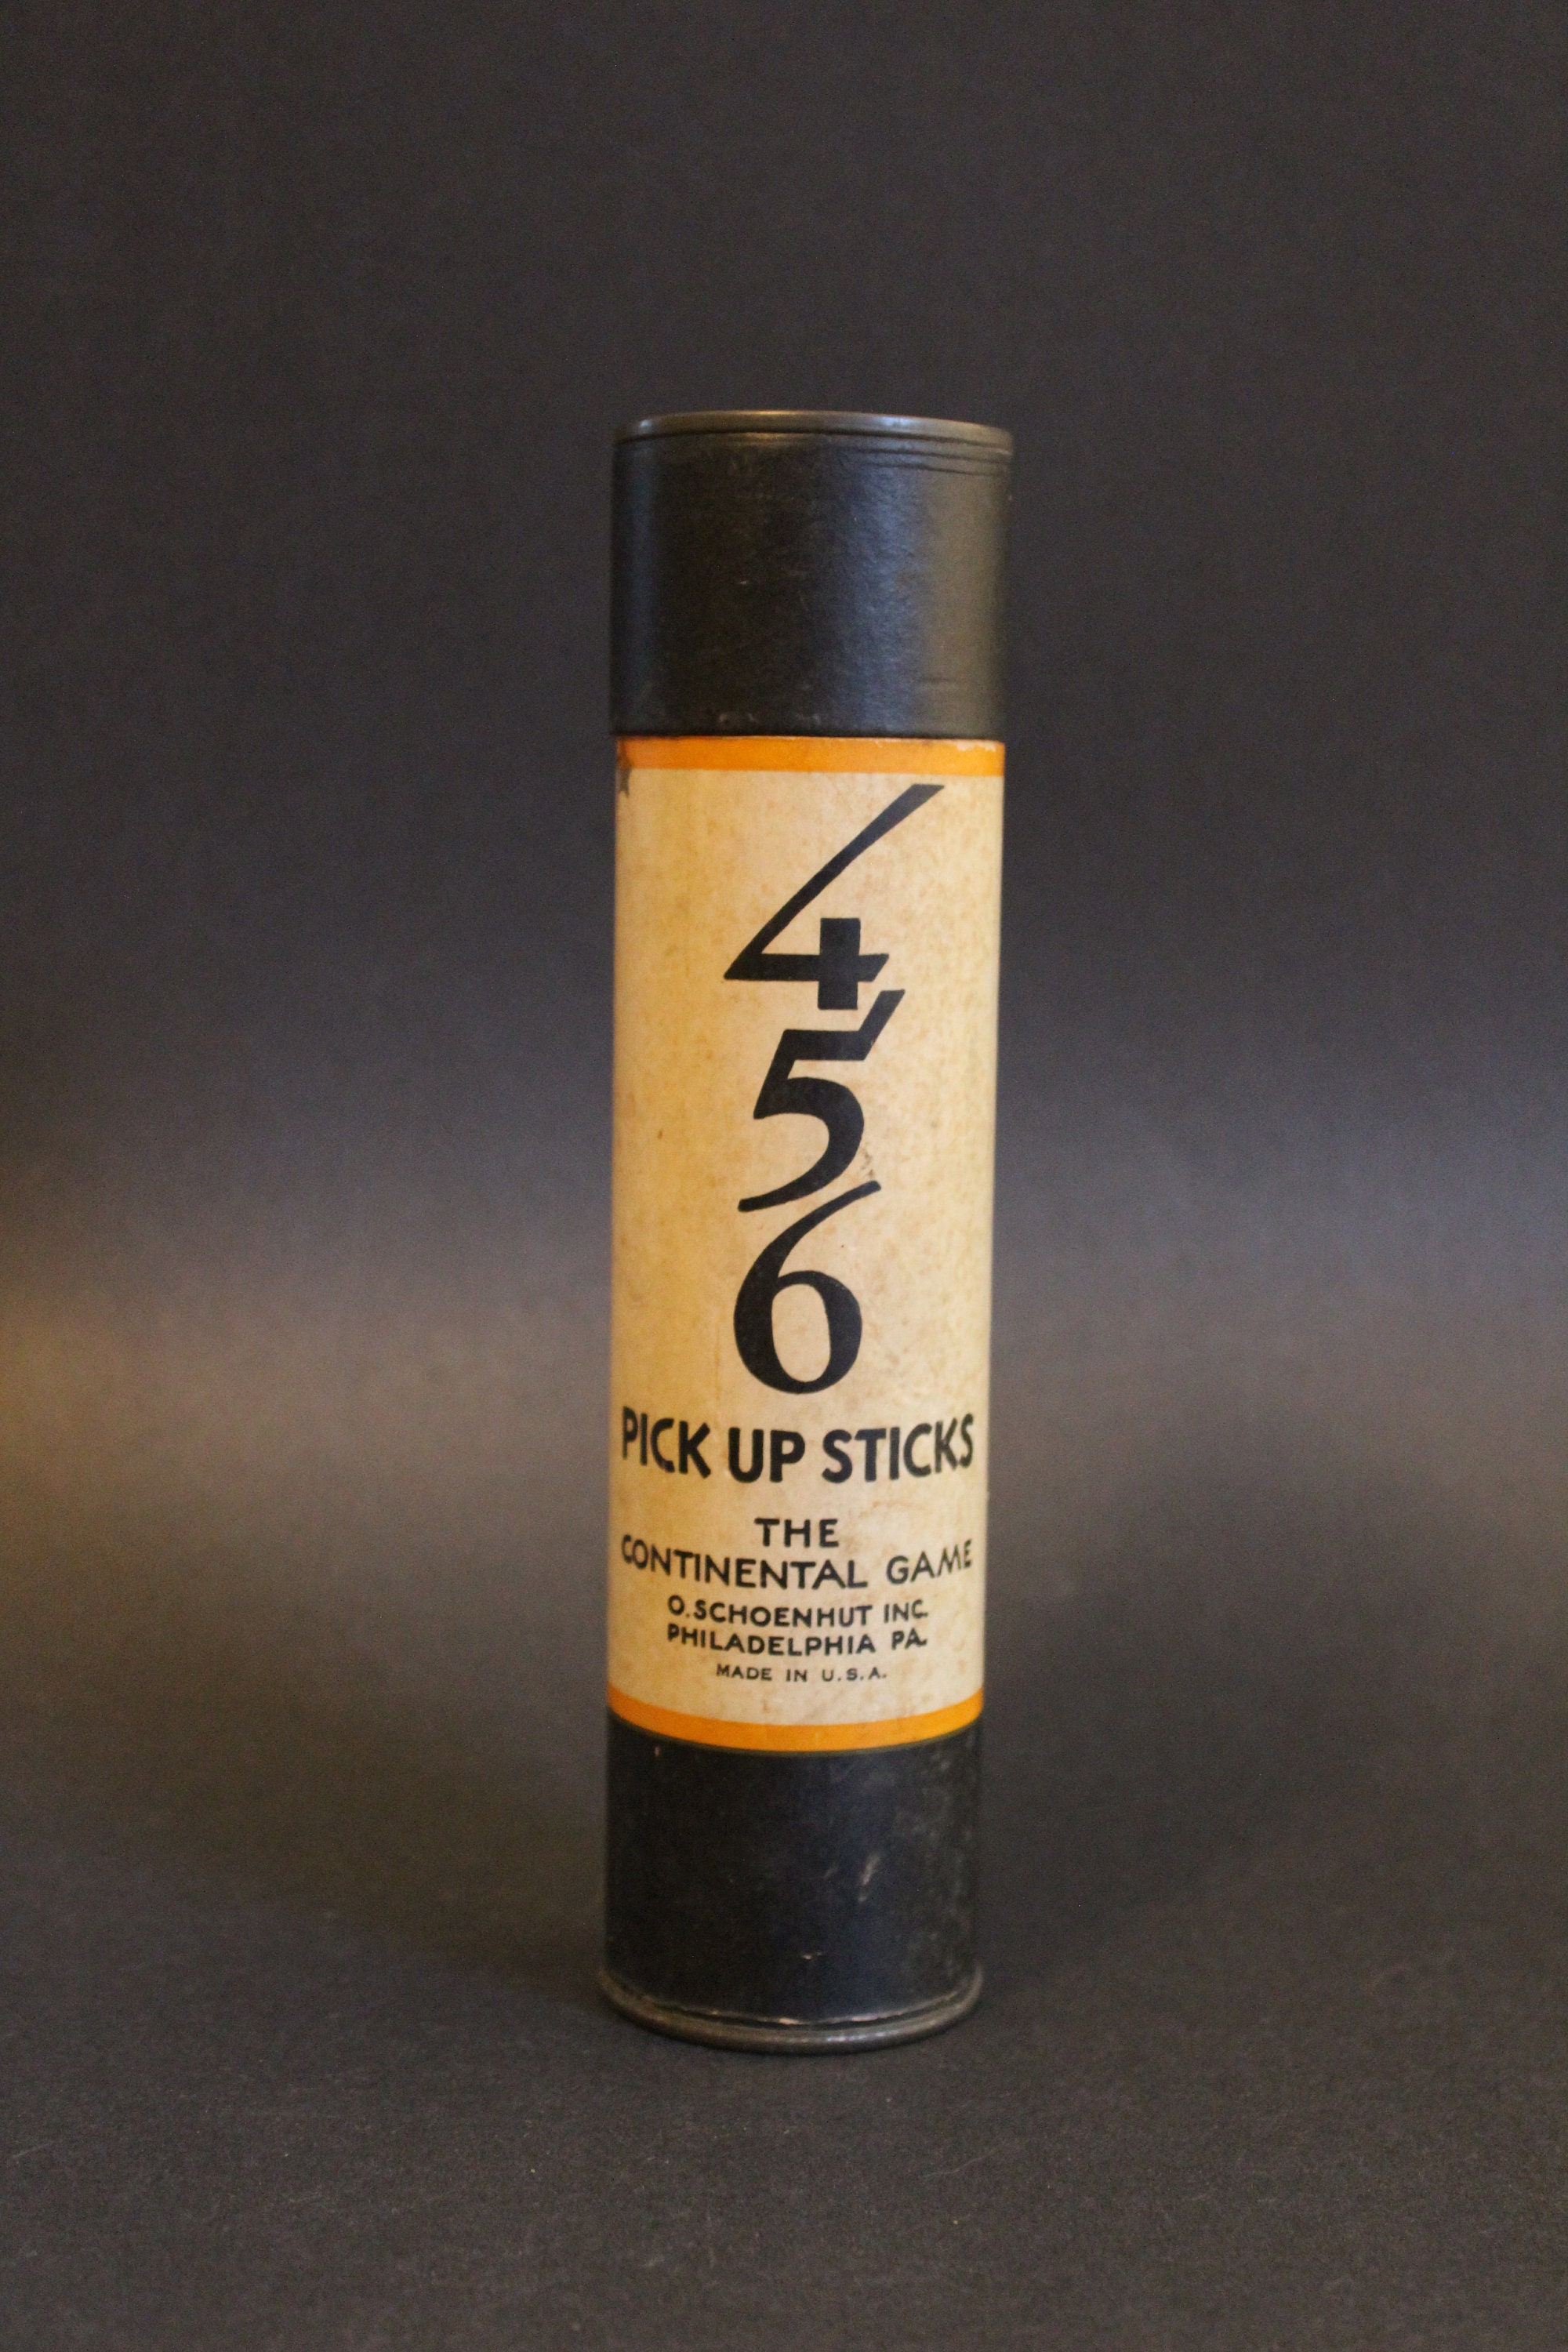 4
5
6
PICK UP STICKS
THE
CONTINENTAL GAME
O. SCHOENHUT INC.
PHILADELPHIA PA.
MADE IN U.S.A.